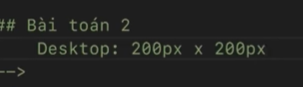 ## Bài toán 2
Desktop: 200px x 200px
-->